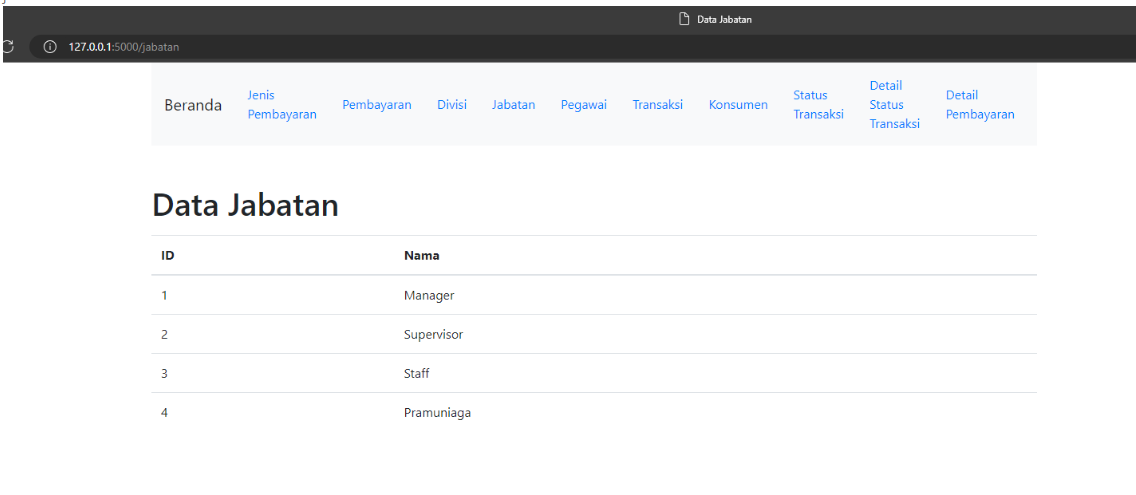 Data Jabatan
127.0.0.1:5000/jabatan
Beranda
Jenis
Pembayaran
Pembayaran
Divisi
Jabatan
Pegawai
Transaksi
Konsumen
Status
Transaksi
Detail
Status
Transaksi
Detail
Pembayaran
Data Jabatan
ID Nama
1 Manager
2 Supervisor
3 Staff
4 Pramuniaga